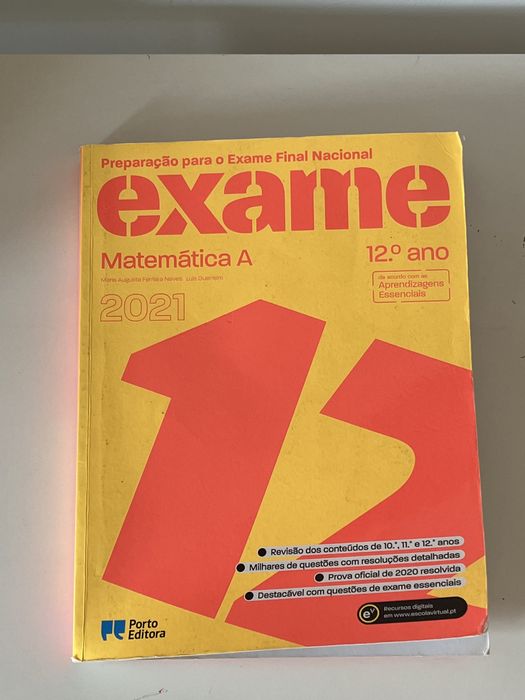 Preparação para o Exame Final Nacional
exame
Matemática A
12.º ano
Maria Augusta Ferreira Neves Luís Guerreiro
de acordo com as
Aprendizagens
Essenciais
2021
12
Revisão dos conteúdos de 10.º, 11.º e 12.º anos
Milhares de questões com resoluções detalhadas
Prova oficial de 2020 resolvida
Destacável com questões de exame essenciais
Porto
Editora
ev
Recursos digitais
em www.escolavirtual.pt